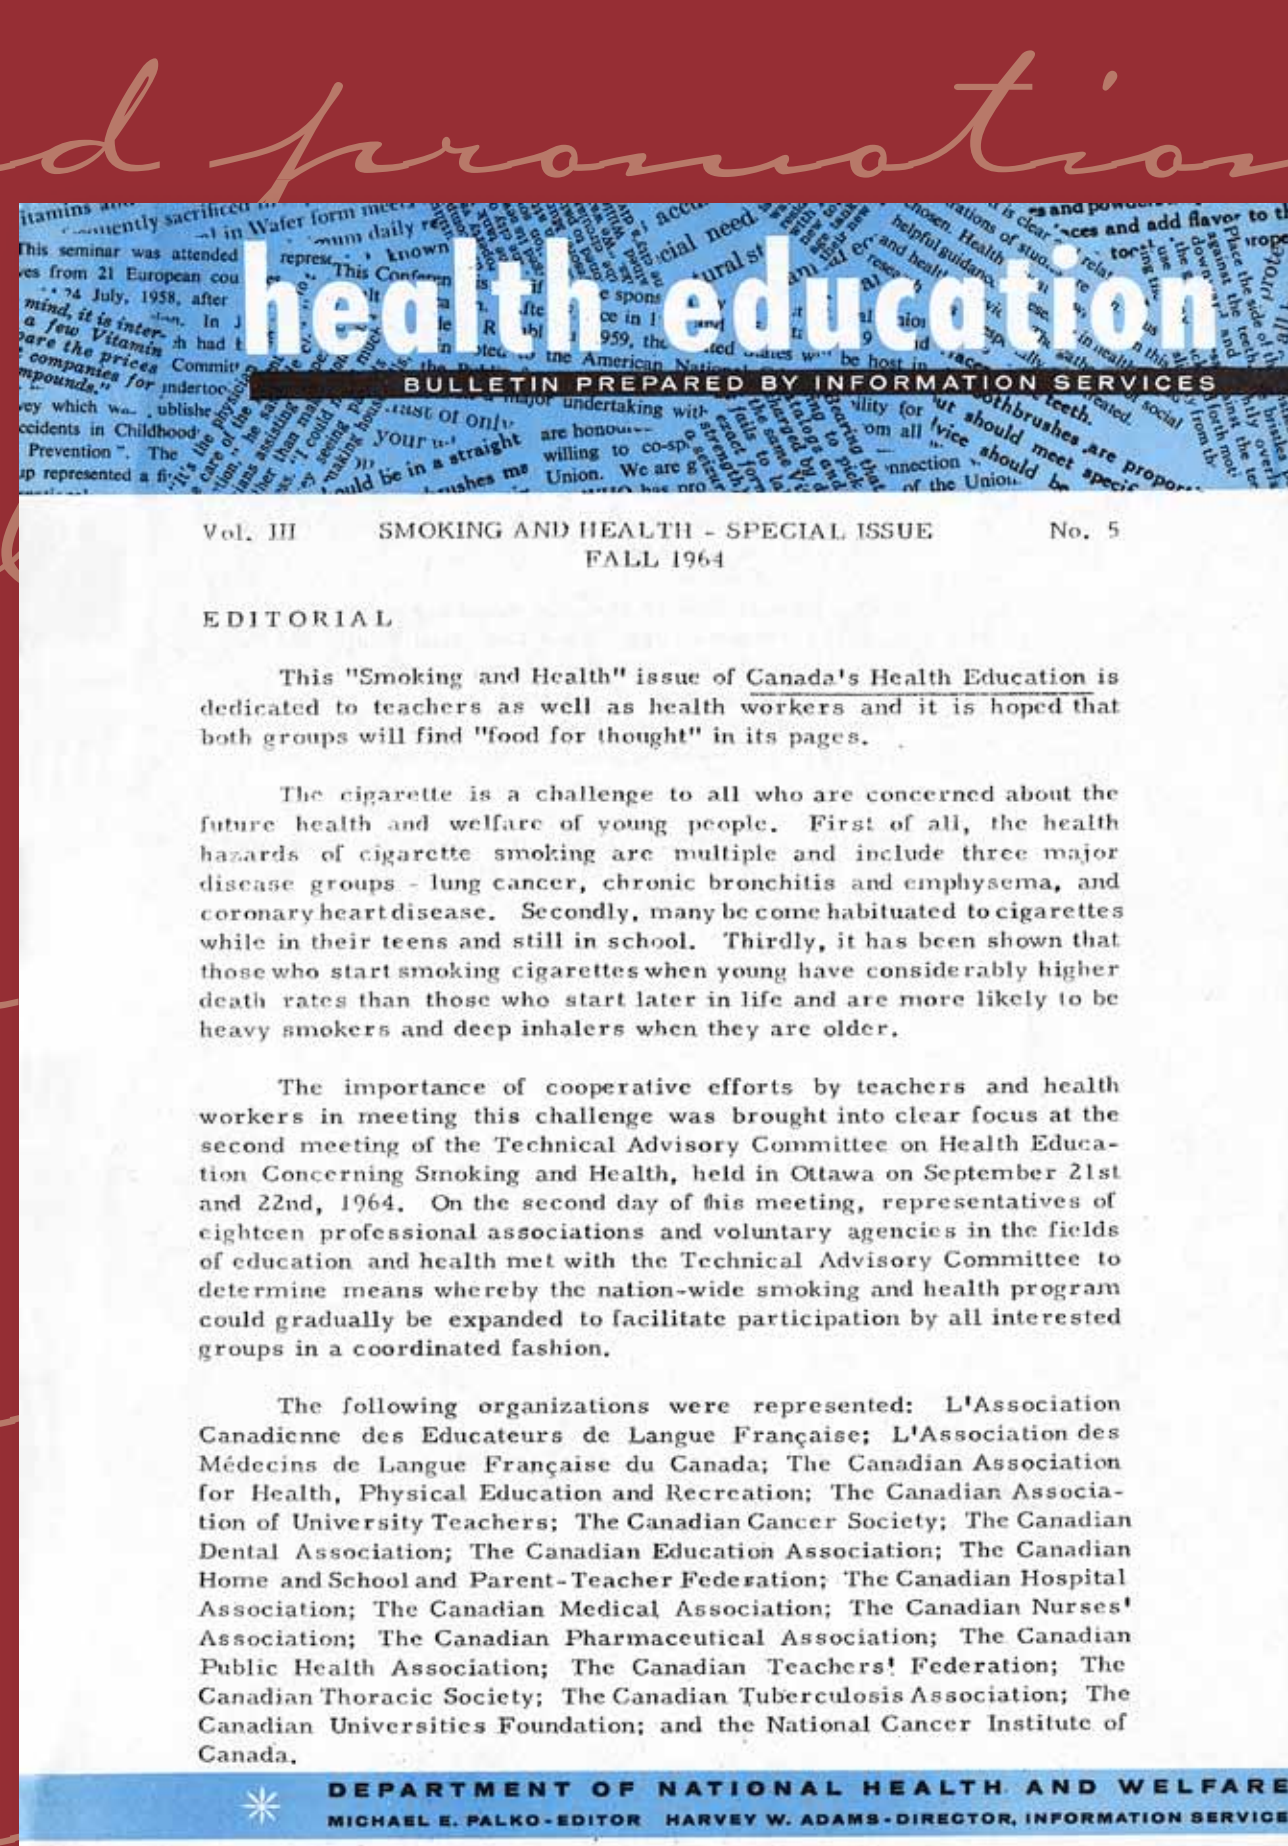 d promotion
health education
BULLETIN PREPARED BY INFORMATION SERVICES
Vol. III SMOKING AND HEALTH - SPECIAL ISSUE No. 5
FALL 1964
EDITORIAL
This "Smoking and Health" issue of Canada's Health Education is
dedicated to teachers as well as health workers and it is hoped that
both groups will find "food for thought" in its pages.
The cigarette is a challenge to all who are concerned about the
future health and welfare of young people. First of all, the health
hazards of cigarette smoking are multiple and include three major
disease groups - lung cancer, chronic bronchitis and emphysema, and
coronary heart disease. Secondly, many become habituated to cigarettes
while in their teens and still in school. Thirdly, it has been shown that
those who start smoking cigarettes when young have considerably higher
death rates than those who start later in life and are more likely to be
heavy smokers and deep inhalers when they are older.
The importance of cooperative efforts by teachers and health
workers in meeting this challenge was brought into clear focus at the
second meeting of the Technical Advisory Committee on Health Educa-
tion Concerning Smoking and Health, held in Ottawa on September 21st
and 22nd, 1964. On the second day of this meeting, representatives of
eighteen professional associations and voluntary agencies in the fields
of education and health met with the Technical Advisory Committee to
determine means whereby the nation-wide smoking and health program
could gradually be expanded to facilitate participation by all interested
groups in a coordinated fashion.
The following organizations were represented: L'Association
Canadienne des Educateurs de Langue Française; L'Association des
Médecins de Langue Française du Canada; The Canadian Association
for Health, Physical Education and Recreation; The Canadian Associa-
tion of University Teachers; The Canadian Cancer Society; The Canadian
Dental Association; The Canadian Education Association; The Canadian
Home and School and Parent-Teacher Federation; The Canadian Hospital
Association; The Canadian Medical Association; The Canadian Nurses'
Association; The Canadian Pharmaceutical Association; The Canadian
Public Health Association; The Canadian Teachers' Federation; The
Canadian Thoracic Society; The Canadian Tuberculosis Association; The
Canadian Universities Foundation; and the National Cancer Institute of
Canada.
DEPARTMENT OF NATIONAL HEALTH AND WELFARE
MICHAEL E. PALKO-EDITOR HARVEY W. ADAMS-DIRECTOR, INFORMATION SERVICE